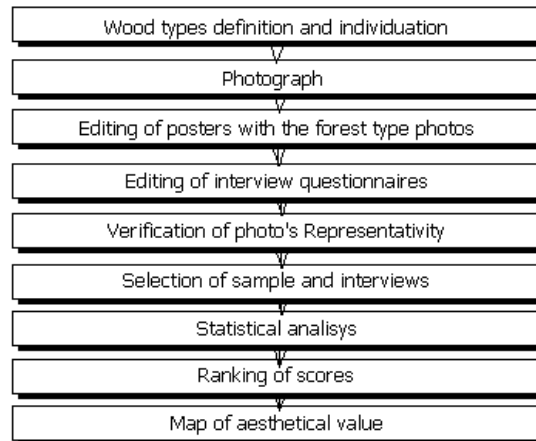 Wood types definition and individuation
Photograph
Editing of posters with the forest type photos
Editing of interview questionnaires
Verification of photo's Representativity
Selection of sample and interviews
Statistical analisys
Ranking of scores
Map of aesthetical value